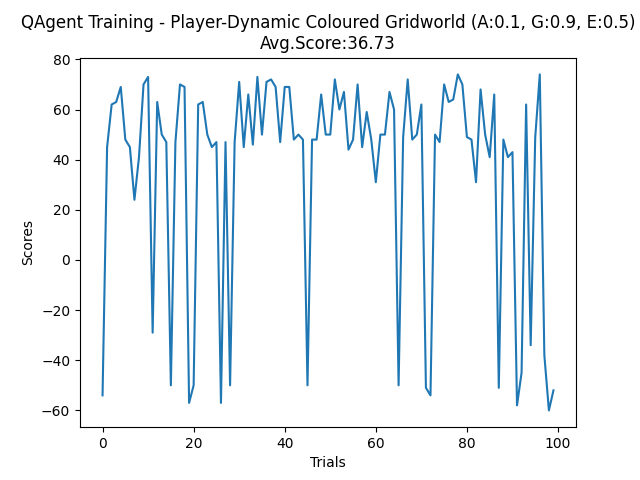 QAgent Training - Player-Dynamic Coloured Gridworld (A:0.1, G:0.9, E:0.5)
Avg.Score:36.73
80
60
40
20
0
−20
−40
−60
Scores
0 20 40 60 80 100
Trials